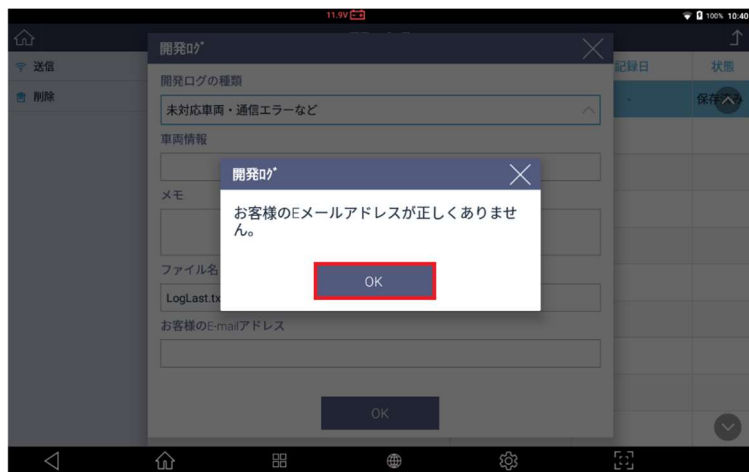 11.9V
100% 10:40
開発ﾛｸﾞ
送信
記録日
状態
開発ログの種類
削除
未対応車両・通信エラーなど
-
保存済み
車両情報
開発ﾛｸﾞ
メモ
お客様のEメールアドレスが正しくありませ
ん。
ファイル名
OK
LogLast.tx
お客様のE-mailアドレス
OK